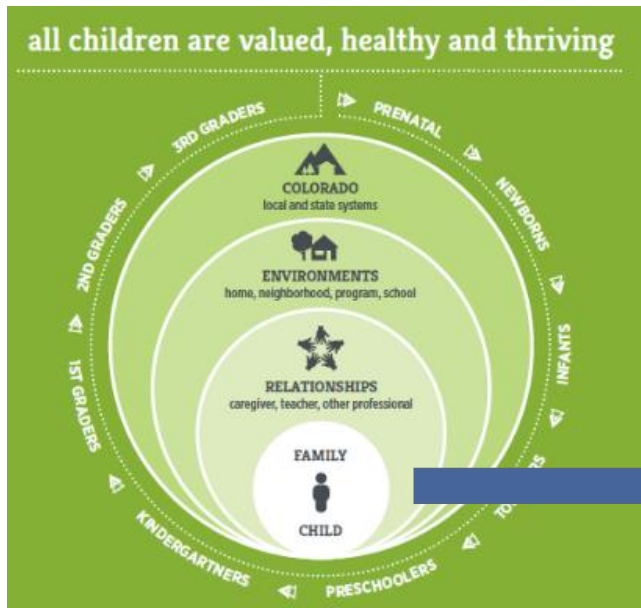 all children are valued, healthy and thriving
PRENATAL
NEWBORNS
INFANTS
PRESCHOOLERS
KINDERGARTNERS
1ST GRADERS
2ND GRADERS
3RD GRADERS
COLORADO
local and state systems
ENVIRONMENTS
home, neighborhood, program, school
RELATIONSHIPS
caregiver, teacher, other professional
FAMILY
CHILD